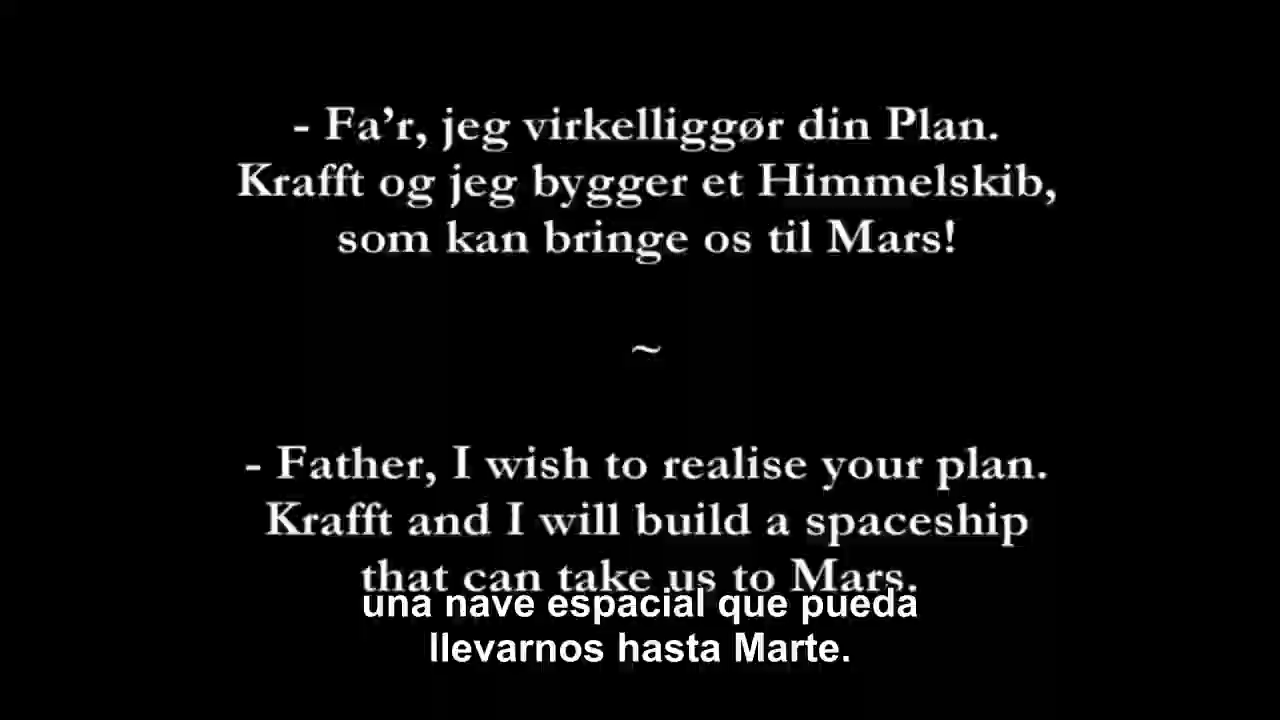 - Fa’r, jeg virkelliggør din Plan.
Krafft og jeg bygger et Himmelskib,
som kan bringe os til Mars!
~
- Father, I wish to realise your plan.
Krafft and I will build a spaceship
that can take us to Mars.
una nave espacial que pueda
llevarnos hasta Marte.